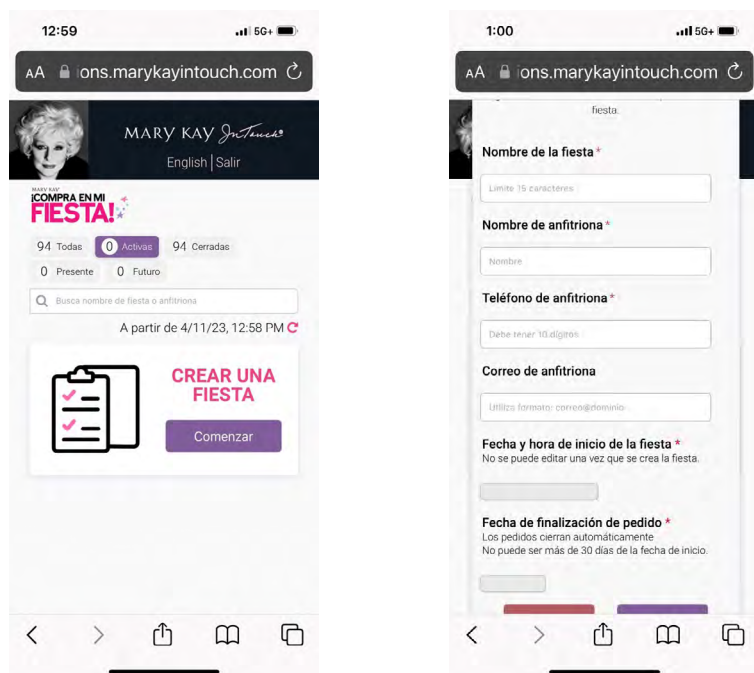 12:59
5G+
AA ons.marykayintouch.com
MARY KAY InTouch®
English | Salir
MARY KAY
¡COMPRA EN MI
FIESTA!
94 Todas 0 Activas 94 Cerradas
0 Presente 0 Futuro
Busca nombre de fiesta o anfitriona
A partir de 4/11/23, 12:58 PM
CREAR UNA
FIESTA
Comenzar
1:00
5G+
AA ions.marykayintouch.com
fiesta.
Nombre de la fiesta *
Limite 15 caracteres
Nombre de anfitriona *
Nombre
Teléfono de anfitriona *
Debe tener 10 dígitos
Correo de anfitriona
Utiliza formato: correo@dominio
Fecha y hora de inicio de la fiesta *
No se puede editar una vez que se crea la fiesta.
Fecha de finalización de pedido *
Los pedidos cierran automáticamente
No puede ser más de 30 días de la fecha de inicio.